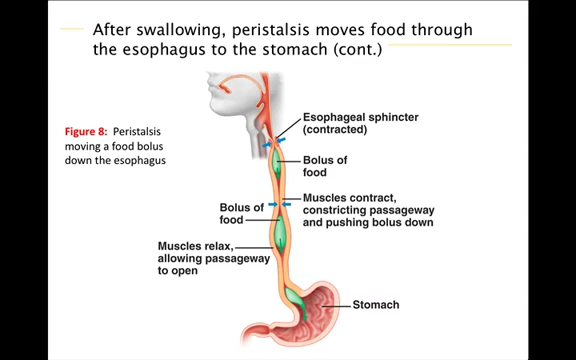 After swallowing, peristalsis moves food through
the esophagus to the stomach (cont.)
Figure 8: Peristalsis
moving a food bolus
down the esophagus
Esophageal sphincter
(contracted)
Bolus of
food
Muscles contract,
constricting passageway
and pushing bolus down
Bolus of
food
Muscles relax,
allowing passageway
to open
Stomach